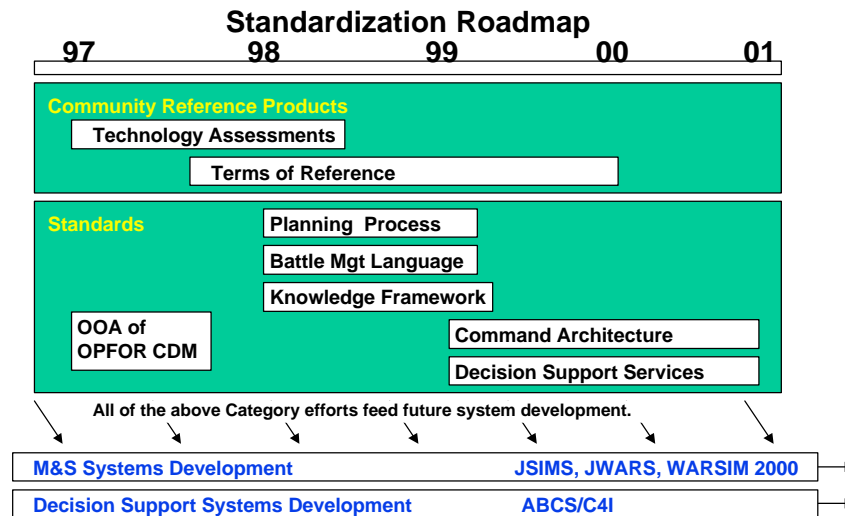 Standardization Roadmap
97 98 99 00 01
Community Reference Products
Technology Assessments
Terms of Reference
Standards
Planning Process
Battle Mgt Language
Knowledge Framework
OOA of
OPFOR CDM
Command Architecture
Decision Support Services
All of the above Category efforts feed future system development.
M&S Systems Development JSIMS, JWARS, WARSIM 2000
Decision Support Systems Development ABCS/C4I